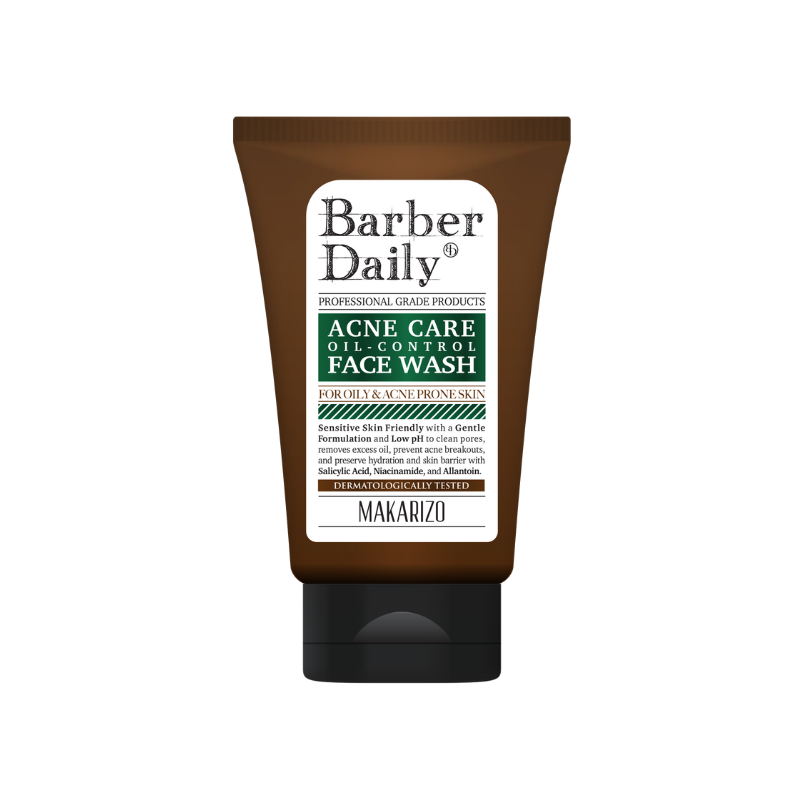 Barber
Daily
PROFESSIONAL GRADE PRODUCTS
ACNE CARE
OIL-CONTROL
FACE WASH
FOR OILY & ACNE PRONE SKIN
Sensitive Skin Friendly with a Gentle
Formulation and Low pH to clean pores,
removes excess oil, prevent acne breakouts,
and preserve hydration and skin barrier with
Salicylic Acid, Niacinamide, and Allantoin.
DERMATOLOGICALLY TESTED
MAKARIZO